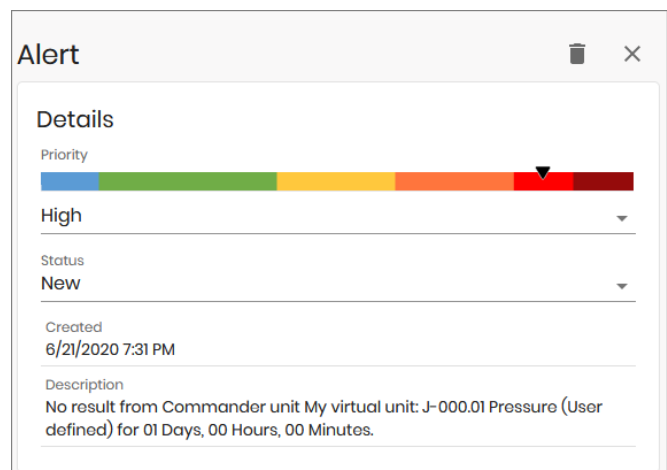 Alert
Details
Priority
High
Status
New
Created
6/21/2020 7:31 PM
Description
No result from Commander unit My virtual unit: J-000.01 Pressure (User
defined) for 01 Days, 00 Hours, 00 Minutes.